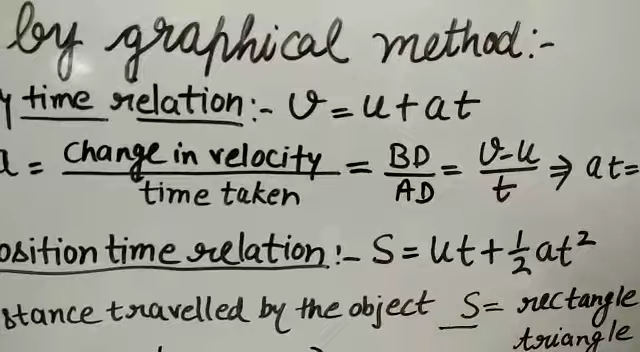 by graphical method:-
y time relation:- v = u + at
a = change in velocity / time taken = BD / AD = v-u / t ⇒ at =
osition time relation:- S = ut + 1/2 at²
stance travelled by the object S = rectangle
triangle